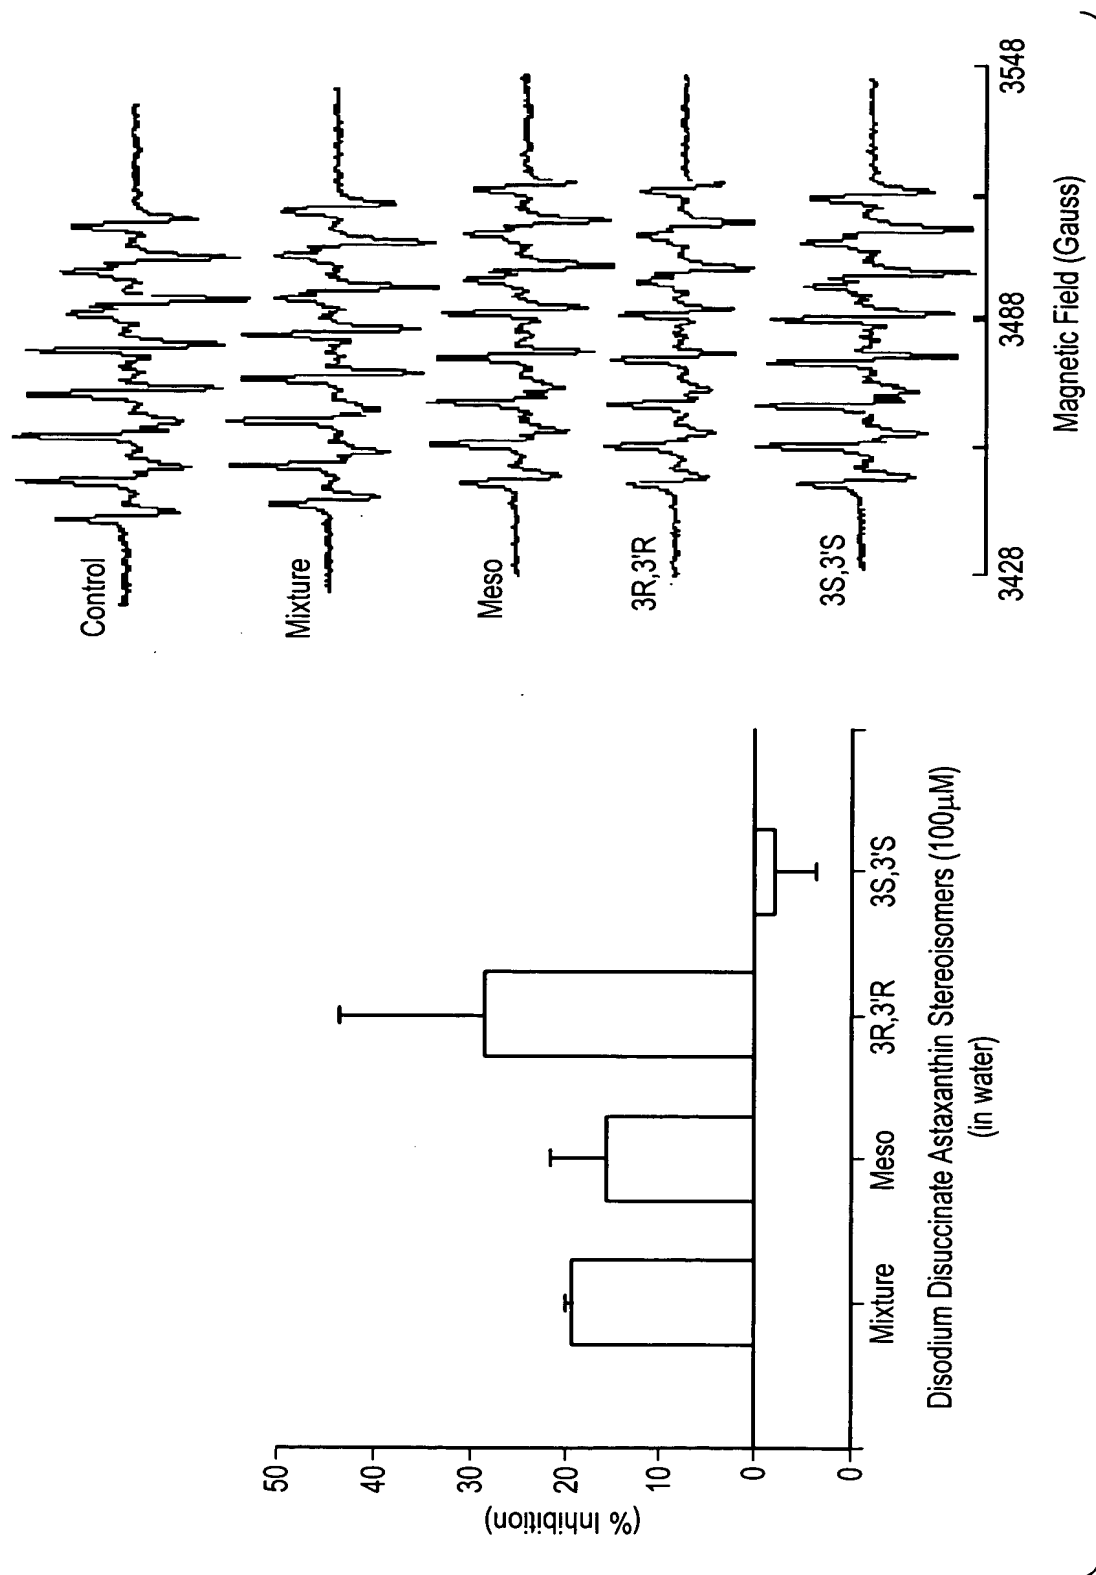 (% Inhibition)
50
40
30
20
10
0
0
Mixture
Meso
3R,3'R
3S,3'S
Disodium Disuccinate Astaxanthin Stereoisomers (100μM)
(in water)
Control
Mixture
Meso
3R,3'R
3S,3'S
3428
3488
3548
Magnetic Field (Gauss)